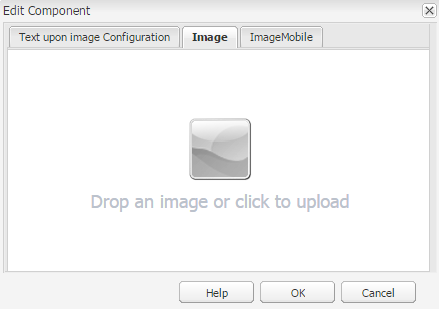 Edit Component
Text upon image Configuration Image ImageMobile
Drop an image or click to upload
Help OK Cancel